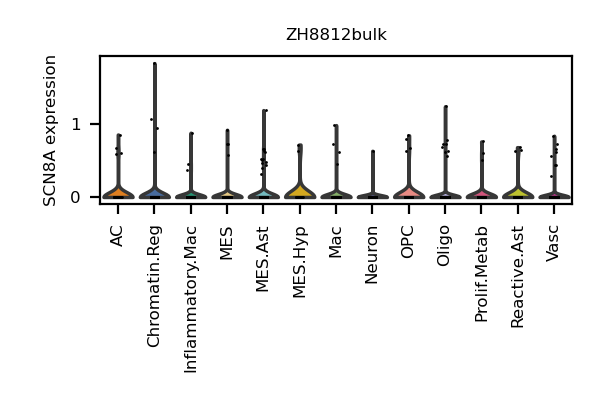 ZH8812bulk
SCN8A expression
1
0
AC
Chromatin.Reg
Inflammatory.Mac
MES
MES.Ast
MES.Hyp
Mac
Neuron
OPC
Oligo
Prolif.Metab
Reactive.Ast
Vasc